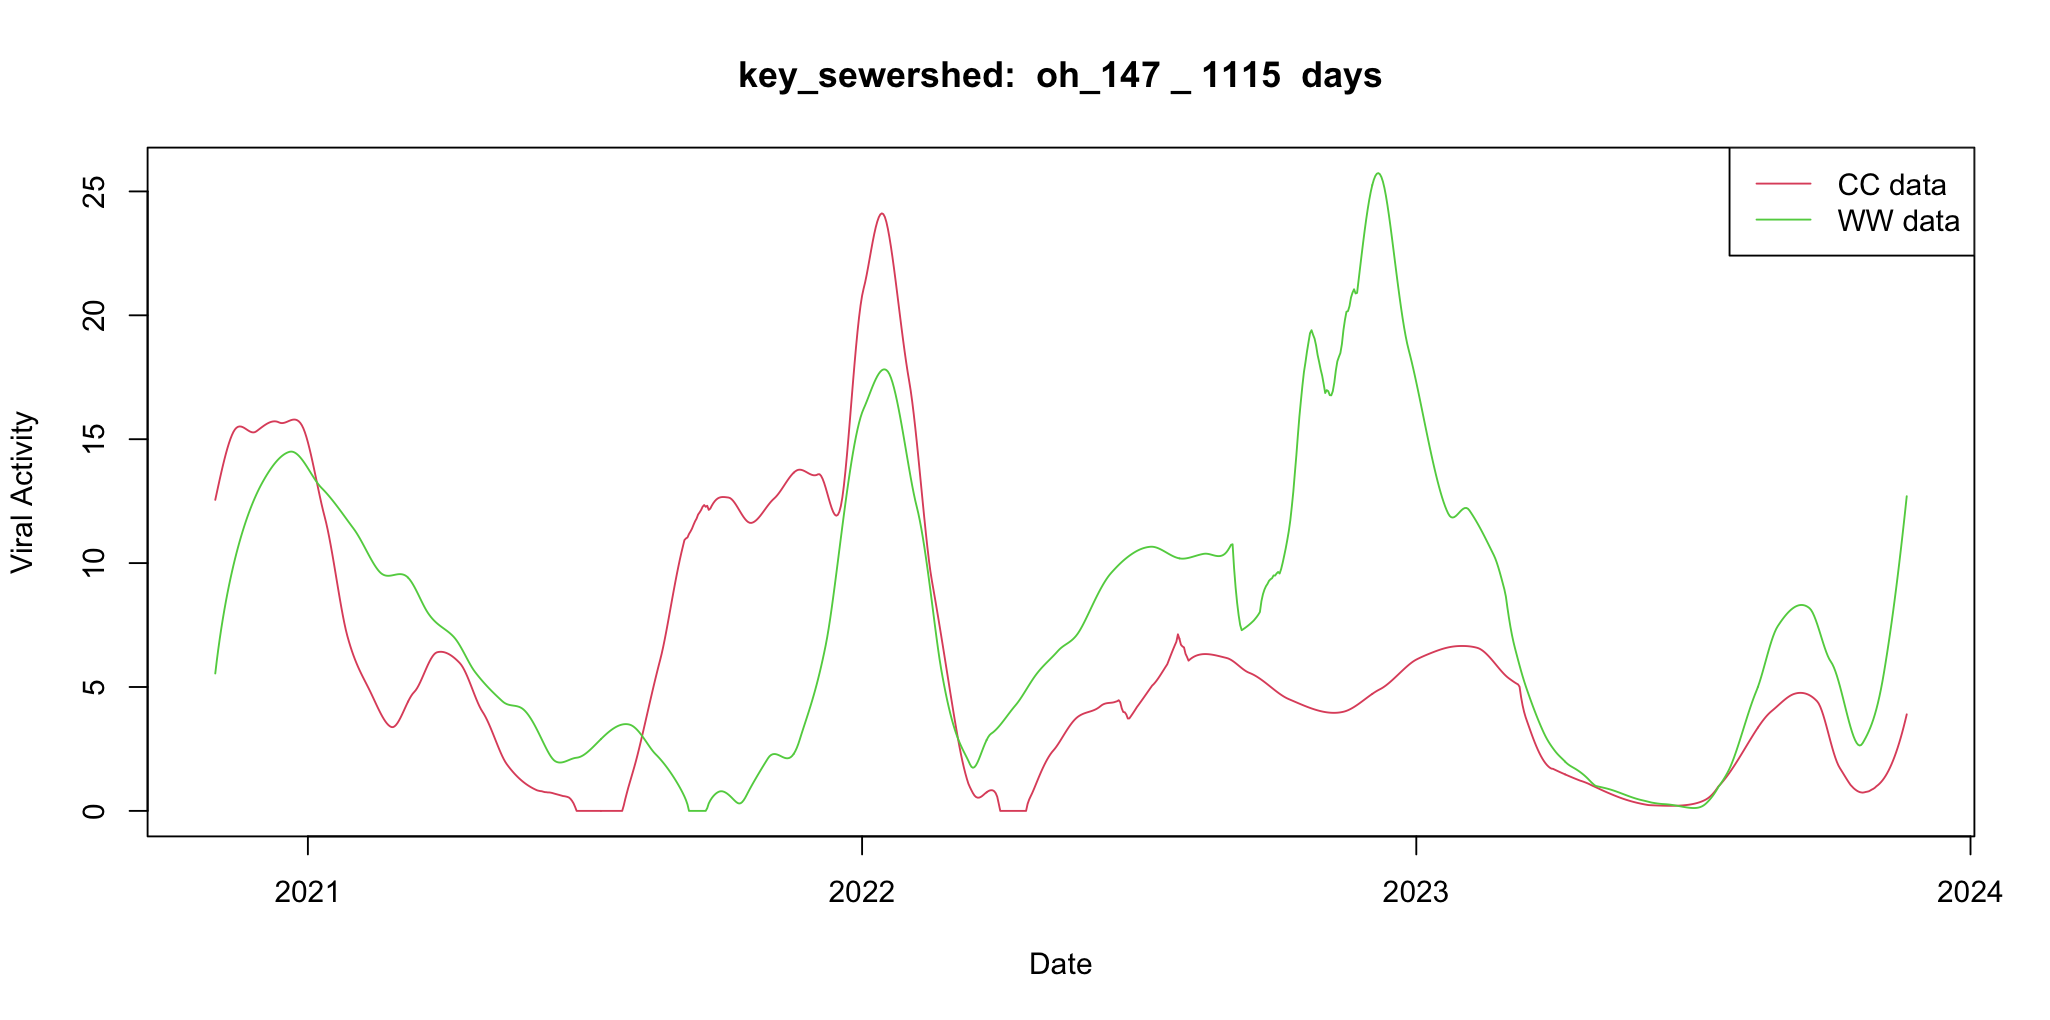 key_sewershed:  oh_147 _ 1115  days
CC data
WW data
Viral Activity
25
20
15
10
5
0
2021
2022
2023
2024
Date